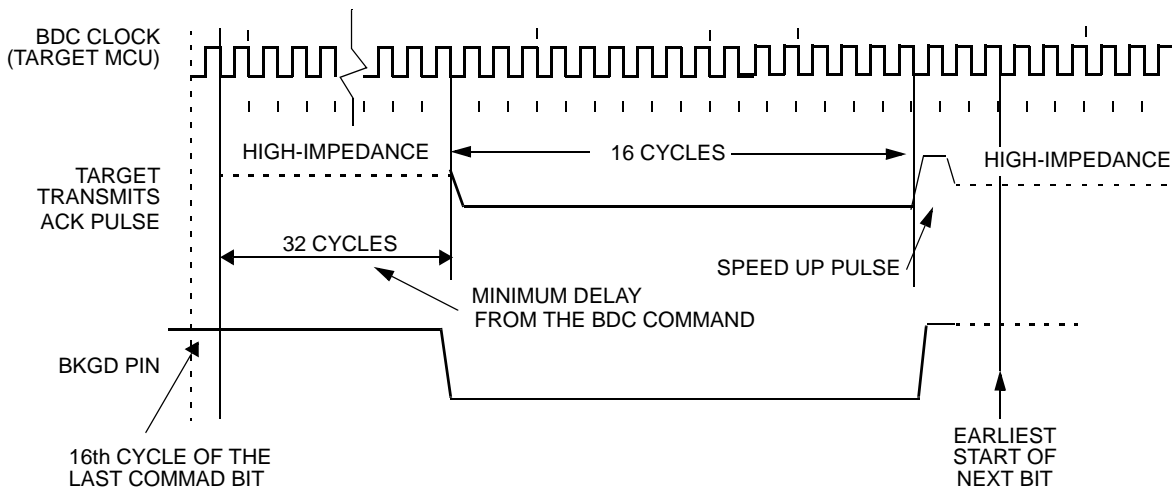 BDC CLOCK
(TARGET MCU)
HIGH-IMPEDANCE
16 CYCLES
HIGH-IMPEDANCE
TARGET
TRANSMITS
ACK PULSE
32 CYCLES
SPEED UP PULSE
MINIMUM DELAY
FROM THE BDC COMMAND
BKGD PIN
16th CYCLE OF THE
LAST COMMAD BIT
EARLIEST
START OF
NEXT BIT